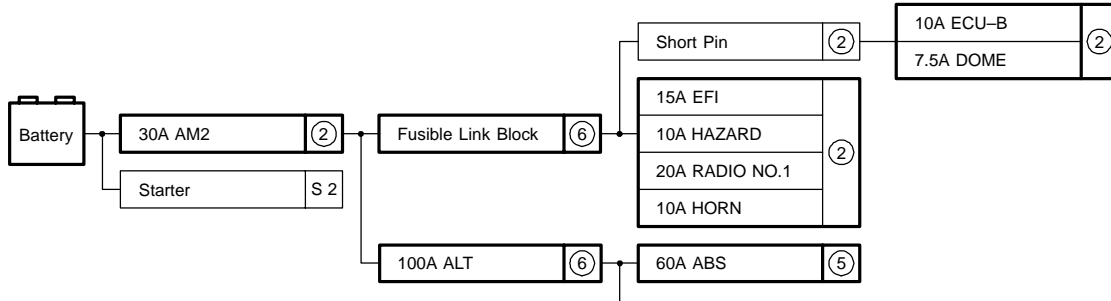 Short Pin ②
10A ECU–B ②
7.5A DOME
Battery
30A AM2 ②
Fusible Link Block ⑥
15A EFI
10A HAZARD
20A RADIO NO.1
10A HORN
②
Starter S 2
100A ALT ⑥
60A ABS ⑤